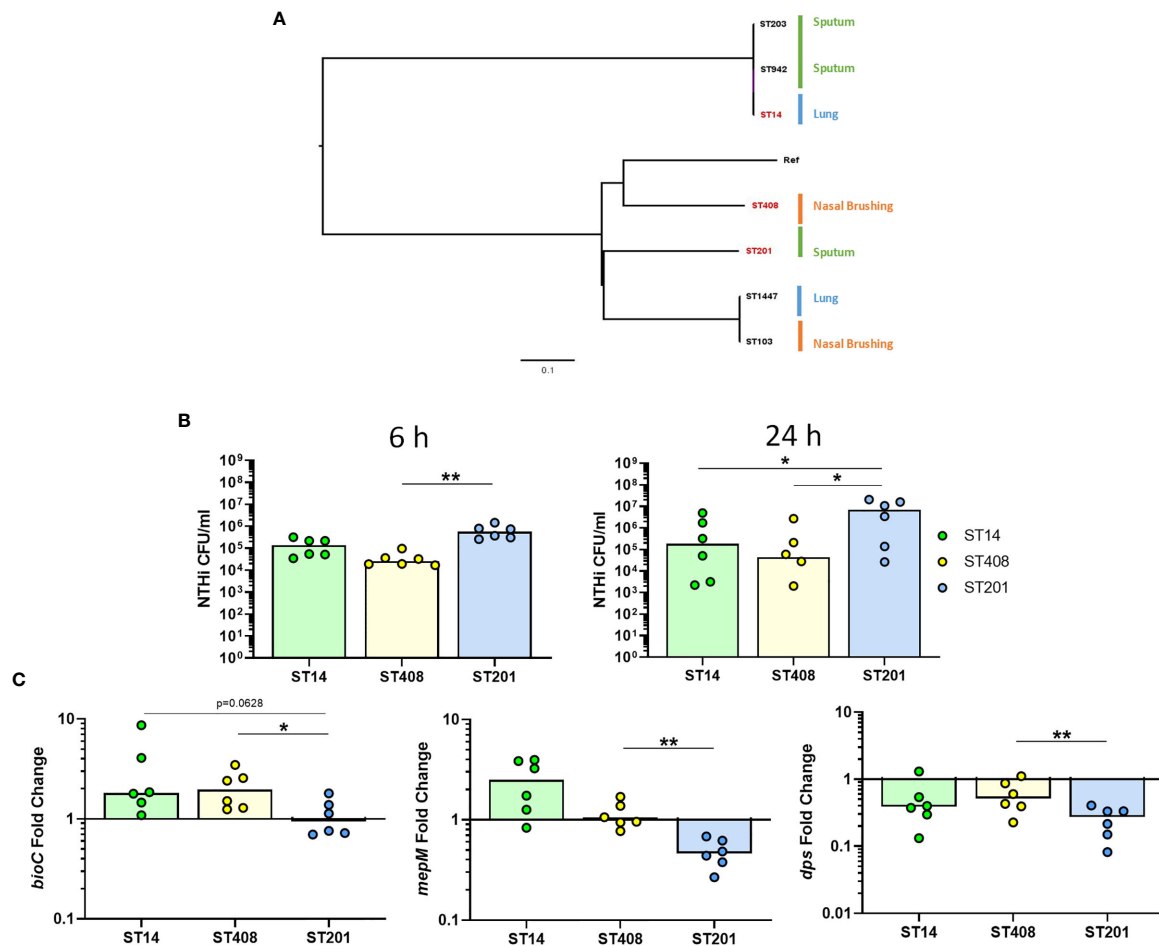 A
ST203 Sputum
ST942 Sputum
ST14 Lung
Ref
ST408 Nasal Brushing
ST201 Sputum
ST1447 Lung
ST103 Nasal Brushing
0.1
B
6 h
NTHi CFU/ml
10⁹
10⁸
10⁷
10⁶
10⁵
10⁴
10³
10²
10¹
10⁰
**
ST14 ST408 ST201
24 h
NTHi CFU/ml
10⁹
10⁸
10⁷
10⁶
10⁵
10⁴
10³
10²
10¹
10⁰
*
*
ST14 ST408 ST201
ST14
ST408
ST201
C
bioC Fold Change
10
1
0.1
p=0.0628
*
ST14 ST408 ST201
mepM Fold Change
10
1
0.1
**
ST14 ST408 ST201
dps Fold Change
10
1
0.1
0.01
**
ST14 ST408 ST201